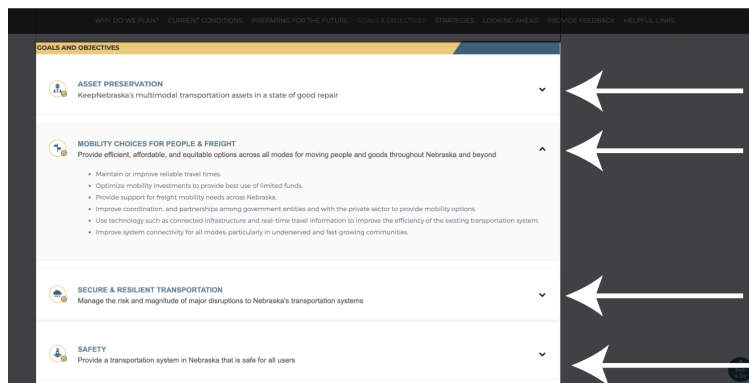 WHY DO WE PLAN? CURRENT CONDITIONS PREPARING FOR THE FUTURE GOALS & OBJECTIVES STRATEGIES LOOKING AHEAD PROVIDE FEEDBACK HELPFUL LINKS
GOALS AND OBJECTIVES
ASSET PRESERVATION
KeepNebraska's multimodal transportation assets in a state of good repair
MOBILITY CHOICES FOR PEOPLE & FREIGHT
Provide efficient, affordable, and equitable options across all modes for moving people and goods throughout Nebraska and beyond
• Maintain or improve reliable travel times.
• Optimize mobility investments to provide best use of limited funds.
• Provide support for freight mobility needs across Nebraska.
• Improve coordination, and partnerships among government entities and with the private sector to provide mobility options.
• Use technology such as connected infrastructure and real-time travel information to improve the efficiency of the existing transportation system.
• Improve system connectivity for all modes, particularly in underserved and fast-growing communities.
SECURE & RESILIENT TRANSPORTATION
Manage the risk and magnitude of major disruptions to Nebraska's transportation systems
SAFETY
Provide a transportation system in Nebraska that is safe for all users